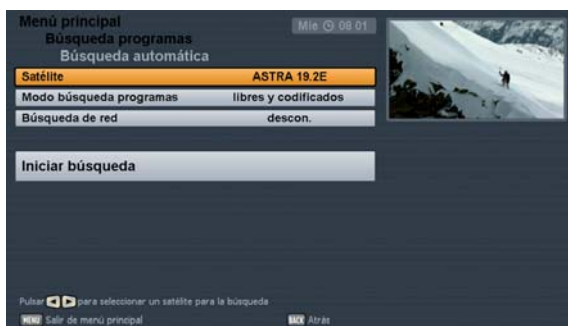 Menú principal
Mie 08 01
Búsqueda programas
Búsqueda automática
Satélite ASTRA 19.2E
Modo búsqueda programas libres y codificados
Búsqueda de red descon.
Iniciar búsqueda
Pulsar para seleccionar un satélite para la búsqueda
MENU Salir de menú principal BACK Atrás